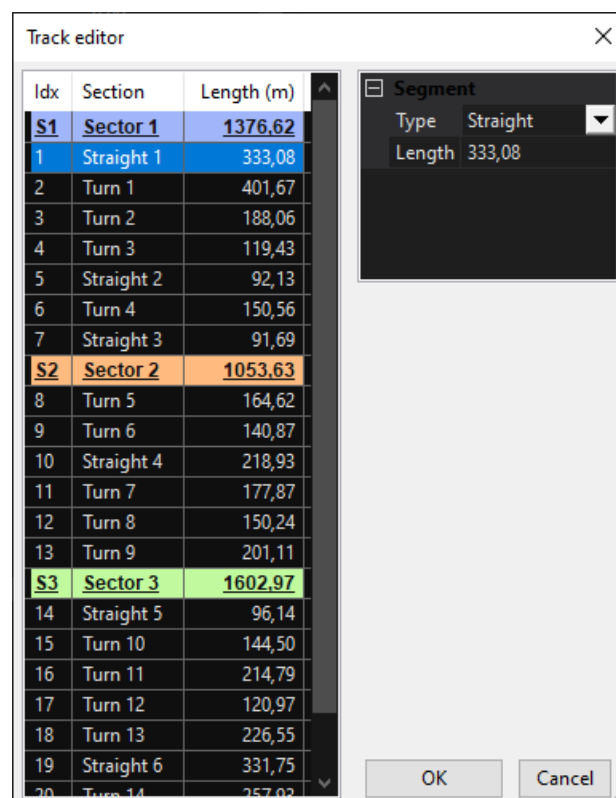 Track editor
Idx Section Length (m)
S1 Sector 1 1376,62
1 Straight 1 333,08
2 Turn 1 401,67
3 Turn 2 188,06
4 Turn 3 119,43
5 Straight 2 92,13
6 Turn 4 150,56
7 Straight 3 91,69
S2 Sector 2 1053,63
8 Turn 5 164,62
9 Turn 6 140,87
10 Straight 4 218,93
11 Turn 7 177,87
12 Turn 8 150,24
13 Turn 9 201,11
S3 Sector 3 1602,97
14 Straight 5 96,14
15 Turn 10 144,50
16 Turn 11 214,79
17 Turn 12 120,97
18 Turn 13 226,55
19 Straight 6 331,75
20 Turn 14 257,93
Segment
Type Straight
Length 333,08
OK Cancel